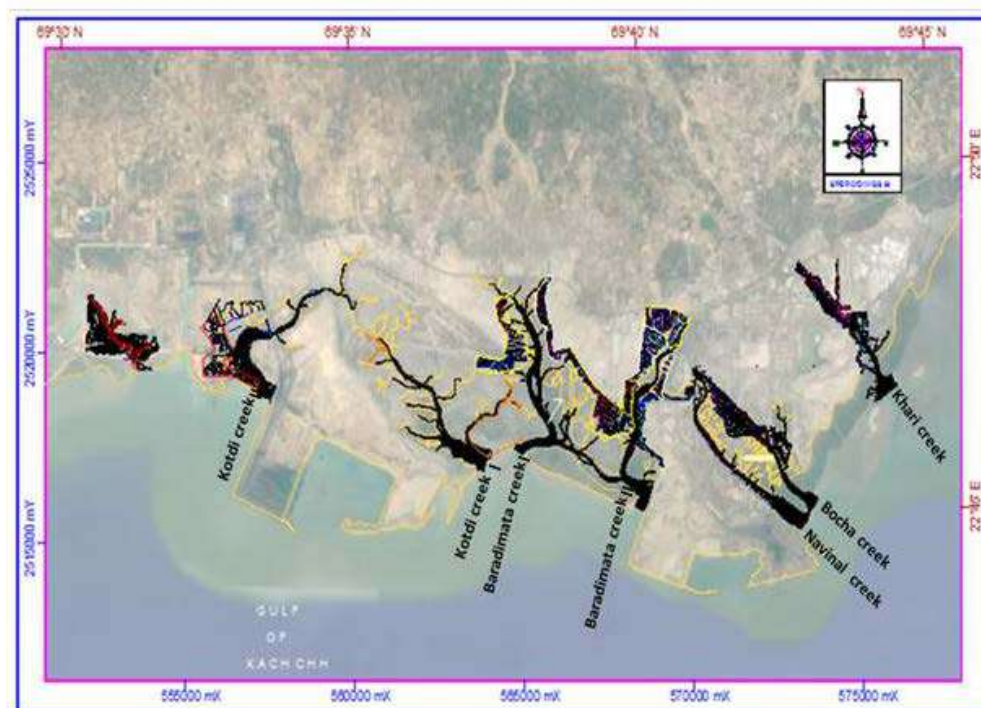 69°30' N
69°35' N
69°40' N
69°45' N
2525000 mY
2520000 mY
2515000 mY
22°50' E
22°45' E
Kotdi creek
Kotdi creek II
Baradimata creek I
Baradimata creek II
Navinal creek
Bocha creek
Khari creek
GULF
OF
KACHCHH
555000 mX
560000 mX
565000 mX
570000 mX
575000 mX